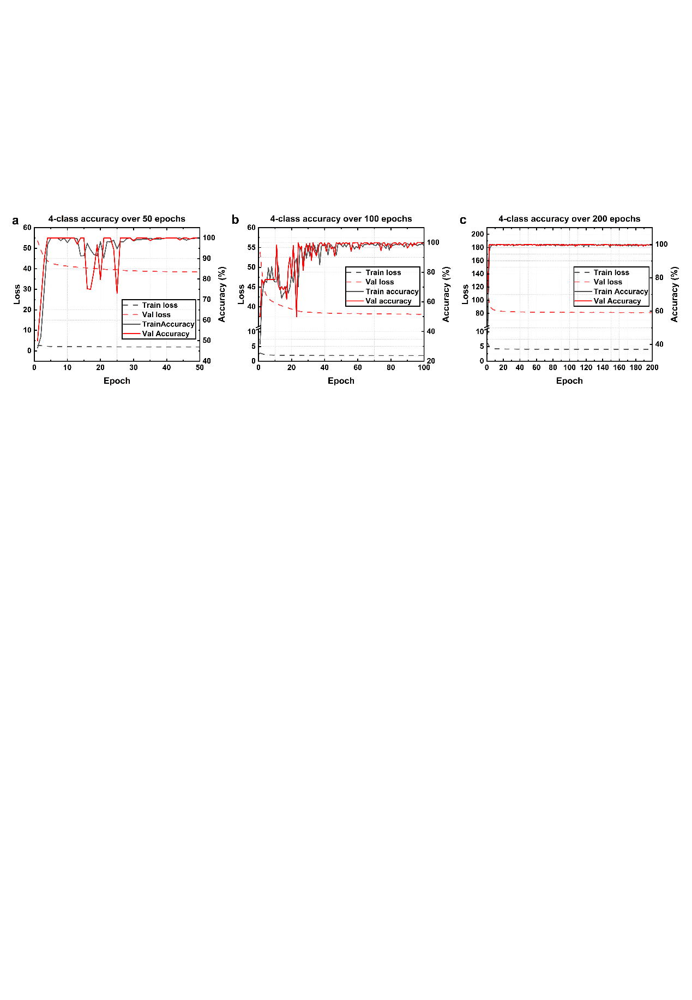 a
4-class accuracy over 50 epochs
60
50
40
30
20
10
0
Loss
100
90
80
70
60
50
40
Accuracy (%)
Train loss
Val loss
TrainAccuracy
Val Accuracy
0 10 20 30 40 50
Epoch
b
4-class accuracy over 100 epochs
60
55
50
45
40
10
5
0
Loss
100
80
60
40
20
Accuracy (%)
Train loss
Val loss
Train accuracy
Val accuracy
0 20 40 60 80 100
Epoch
c
4-class accuracy over 200 epochs
200
180
160
140
120
100
80
10
5
0
Loss
100
80
60
40
Accuracy (%)
Train loss
Val loss
Train Accuracy
Val Accuracy
0 20 40 60 80 100 120 140 160 180 200
Epoch